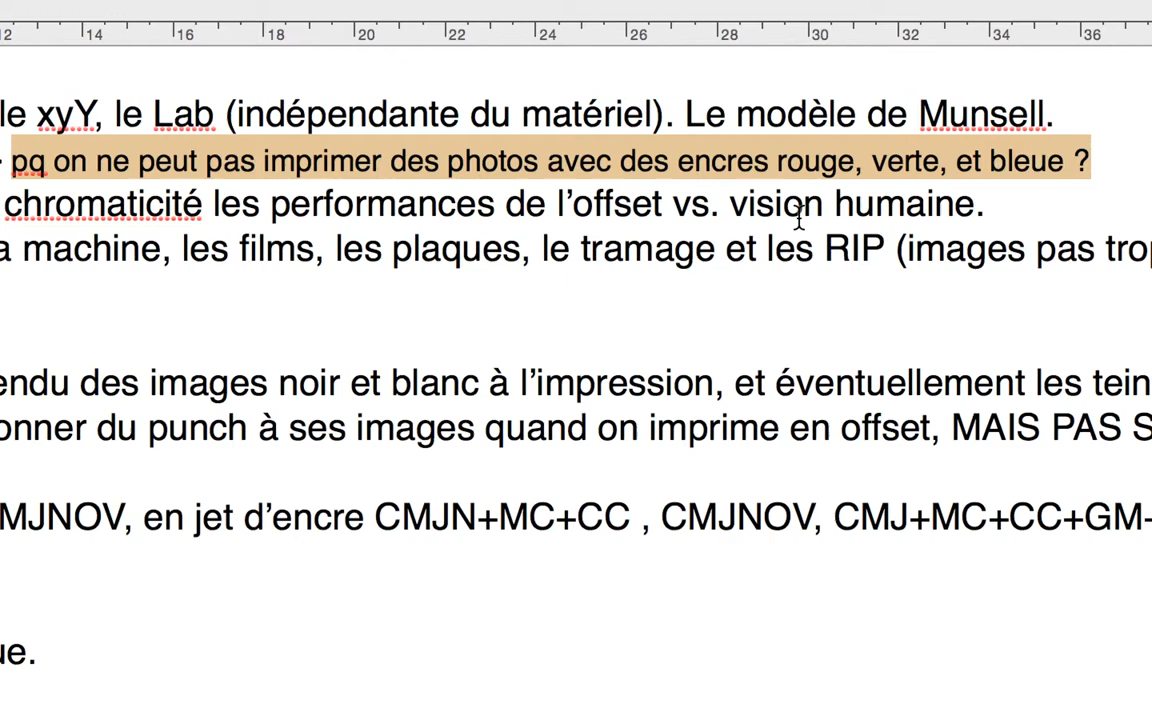 12 14 16 18 20 22 24 26 28 30 32 34 36
le xyY, le Lab (indépendante du matériel). Le modèle de Munsell.
pq on ne peut pas imprimer des photos avec des encres rouge, verte, et bleue ?
chromaticité les performances de l'offset vs. vision humaine.
a machine, les films, les plaques, le tramage et les RIP (images pas trop
endu des images noir et blanc à l'impression, et éventuellement les tein
onner du punch à ses images quand on imprime en offset, MAIS PAS S
MJNOV, en jet d'encre CMJN+MC+CC , CMJNOV, CMJ+MC+CC+GM-
ue.